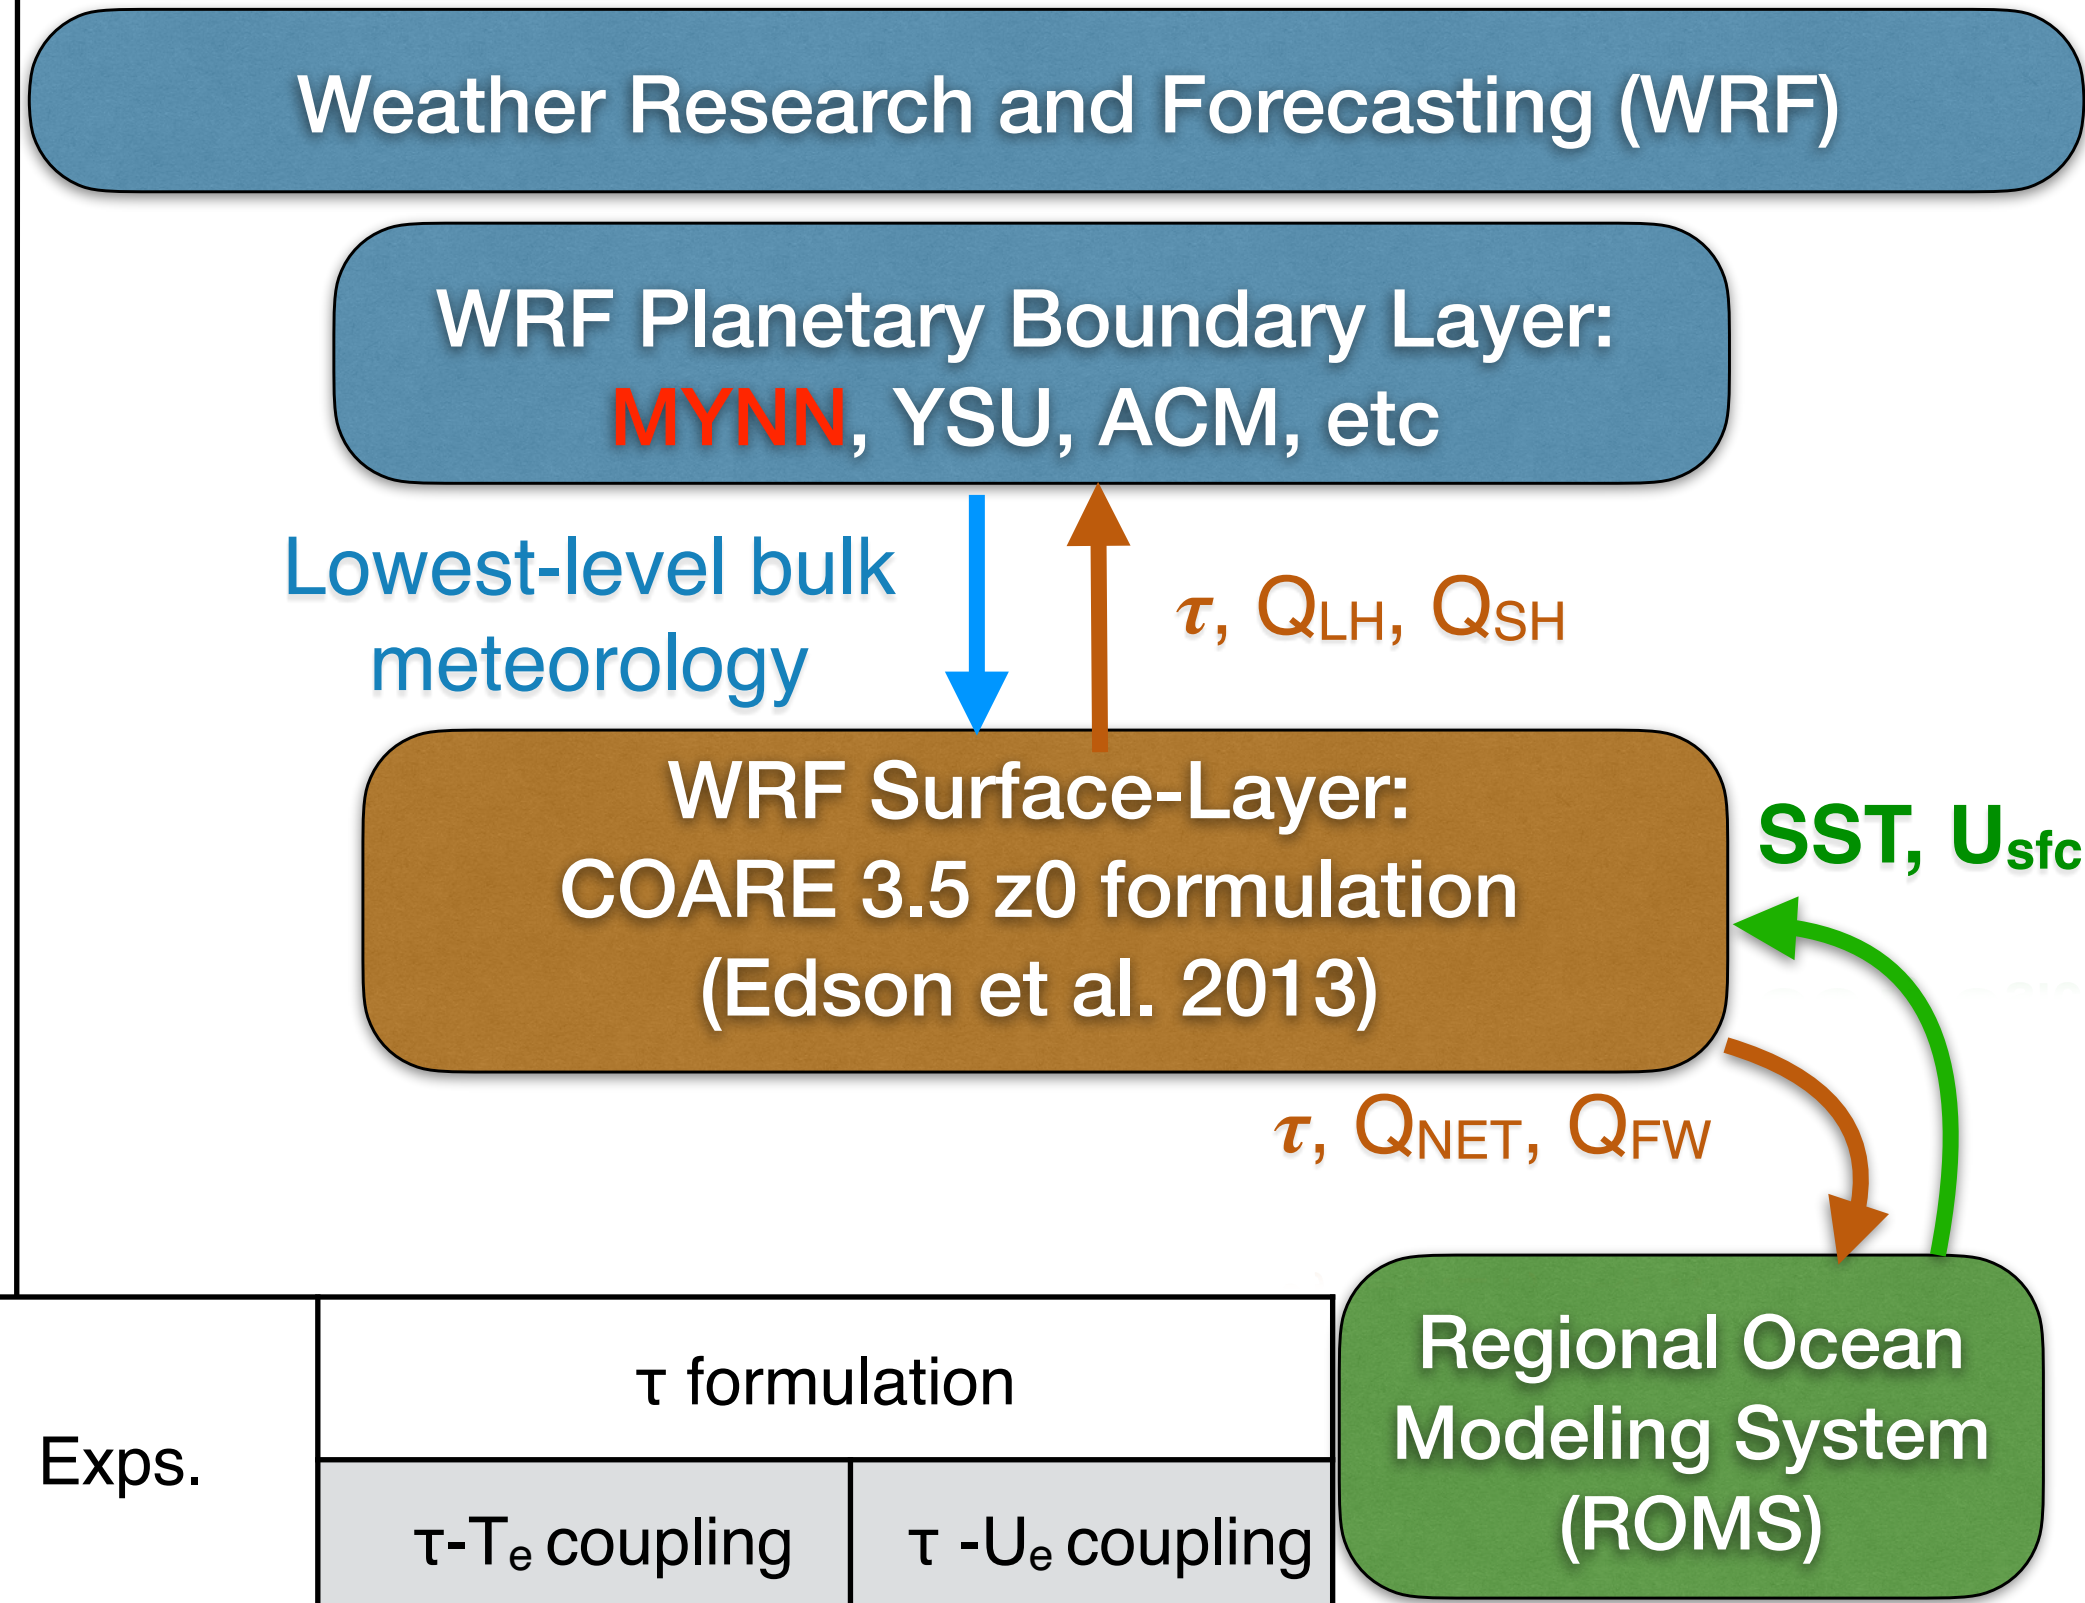 Weather Research and Forecasting (WRF)
WRF Planetary Boundary Layer:
MYNN, YSU, ACM, etc
Lowest-level bulk
meteorology
τ, QLH, QSH
WRF Surface-Layer:
COARE 3.5 z0 formulation
(Edson et al. 2013)
SST, Usfc
τ, QNET, QFW
Regional Ocean
Modeling System
(ROMS)
Exps.
τ formulation
τ-Te coupling
τ -Ue coupling